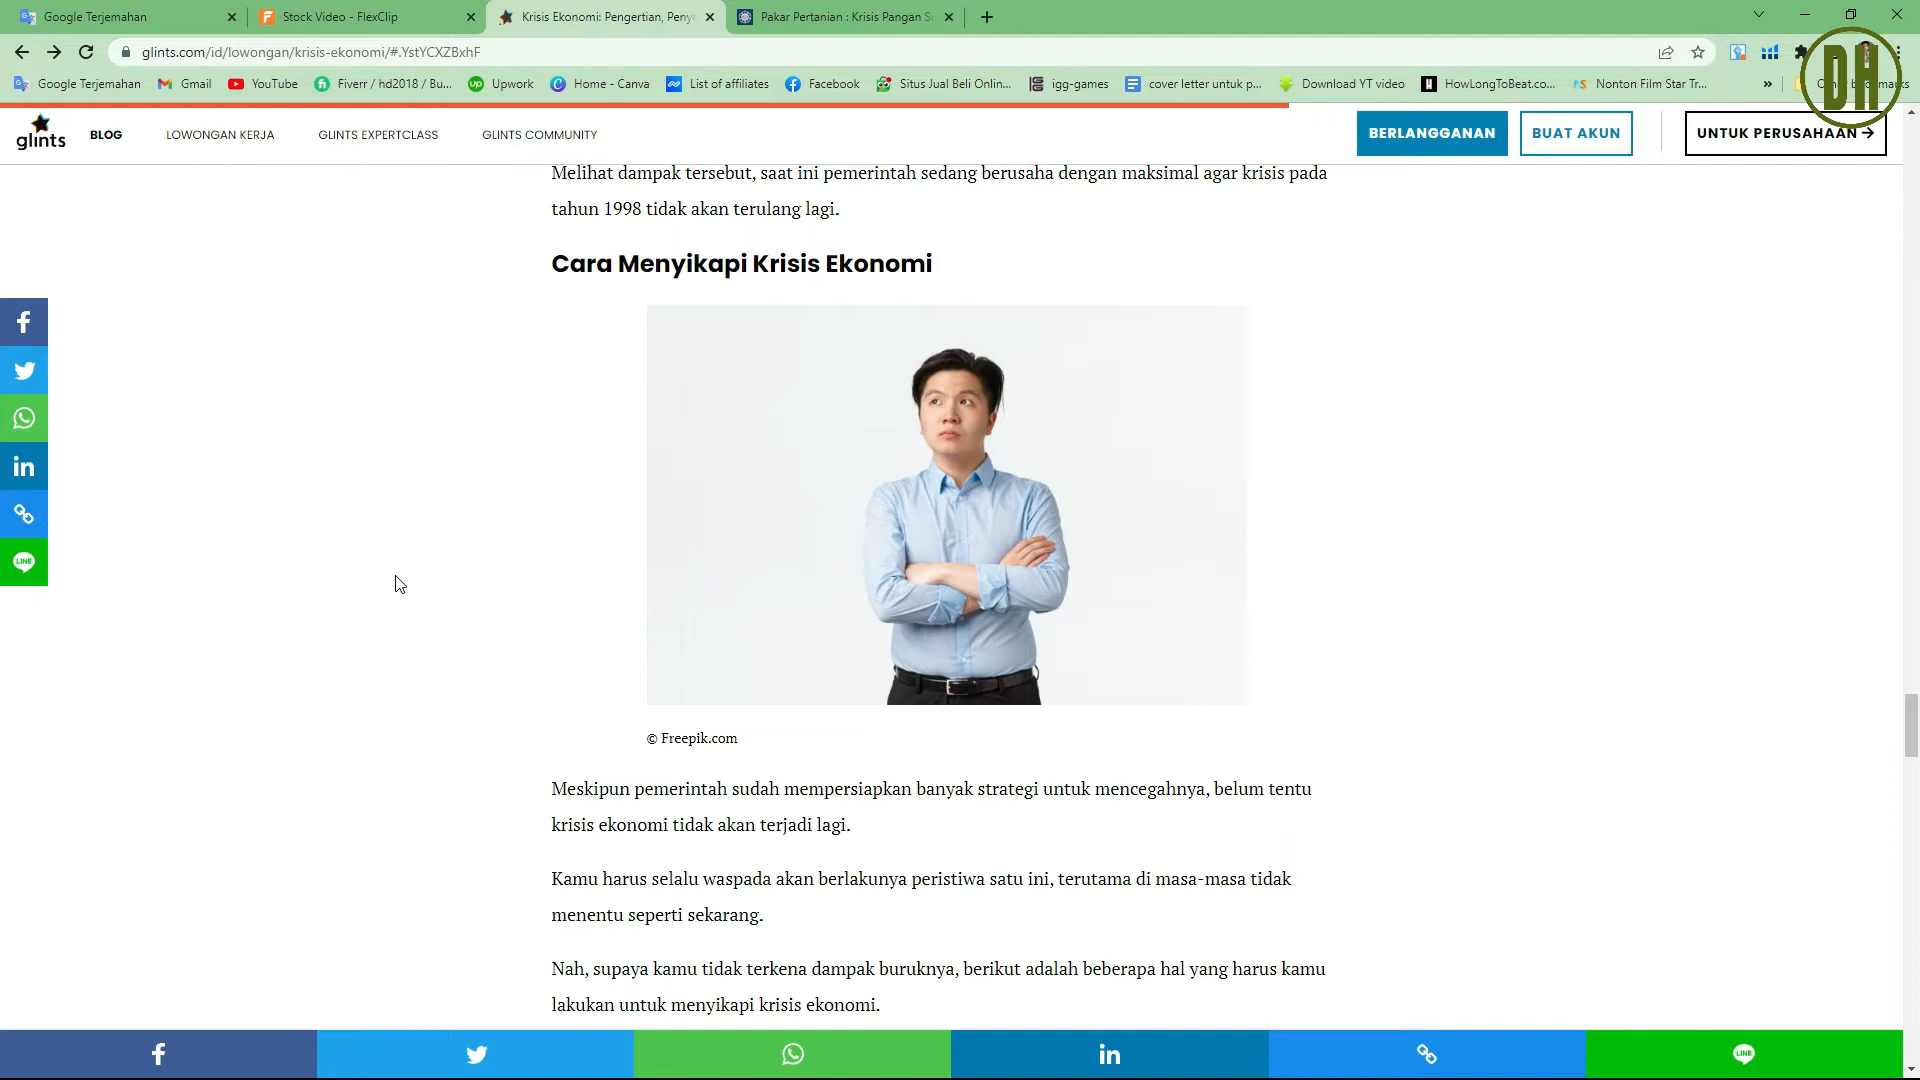 Google Terjemahan
Stock Video - FlexClip
Krisis Ekonomi: Pengertian, Penye
Pakar Pertanian : Krisis Pangan S
glints.com/id/lowongan/krisis-ekonomi/#.YstYCXZBxhF
Google Terjemahan
Gmail
YouTube
Fiverr / hd2018 / Bu...
Upwork
Home - Canva
List of affiliates
Facebook
Situs Jual Beli Onlin...
igg-games
cover letter untuk p...
Download YT video
HowLongToBeat.co...
Nonton Film Star Tr...
»
DH
glints
BLOG
LOWONGAN KERJA
GLINTS EXPERTCLASS
GLINTS COMMUNITY
BERLANGGANAN
BUAT AKUN
UNTUK PERUSAHAAN →
Melihat dampak tersebut, saat ini pemerintah sedang berusaha dengan maksimal agar krisis pada
tahun 1998 tidak akan terulang lagi.
Cara Menyikapi Krisis Ekonomi
© Freepik.com
Meskipun pemerintah sudah mempersiapkan banyak strategi untuk mencegahnya, belum tentu
krisis ekonomi tidak akan terjadi lagi.
Kamu harus selalu waspada akan berlakunya peristiwa satu ini, terutama di masa-masa tidak
menentu seperti sekarang.
Nah, supaya kamu tidak terkena dampak buruknya, berikut adalah beberapa hal yang harus kamu
lakukan untuk menyikapi krisis ekonomi.
LINE
LINE